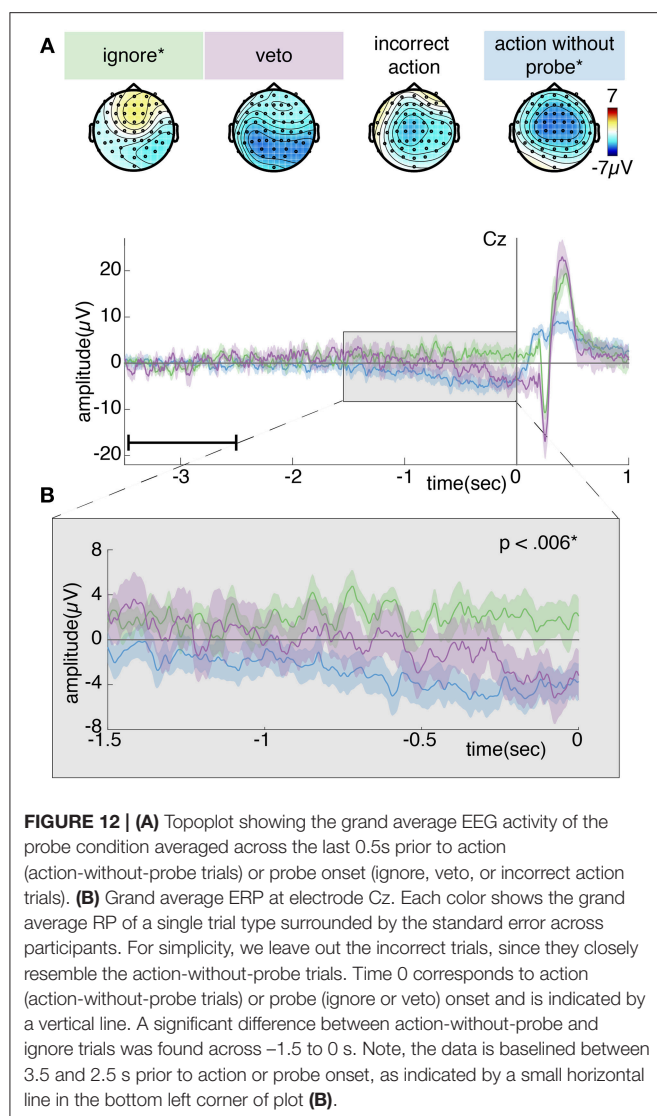 A
ignore*
veto
incorrect
action
action without
probe*
7
-7µV
Cz
amplitude(µV)
20
10
0
-10
-20
-3
-2
-1
0
1
time(sec)
B
p < .006*
amplitude(µV)
8
4
0
-4
-8
-1.5
-1
-0.5
0
time(sec)
FIGURE 12 | (A) Topoplot showing the grand average EEG activity of the
probe condition averaged across the last 0.5s prior to action
(action-without-probe trials) or probe onset (ignore, veto, or incorrect action
trials). (B) Grand average ERP at electrode Cz. Each color shows the grand
average RP of a single trial type surrounded by the standard error across
participants. For simplicity, we leave out the incorrect trials, since they closely
resemble the action-without-probe trials. Time 0 corresponds to action
(action-without-probe trials) or probe (ignore or veto) onset and is indicated by
a vertical line. A significant difference between action-without-probe and
ignore trials was found across –1.5 to 0 s. Note, the data is baselined between
3.5 and 2.5 s prior to action or probe onset, as indicated by a small horizontal
line in the bottom left corner of plot (B).